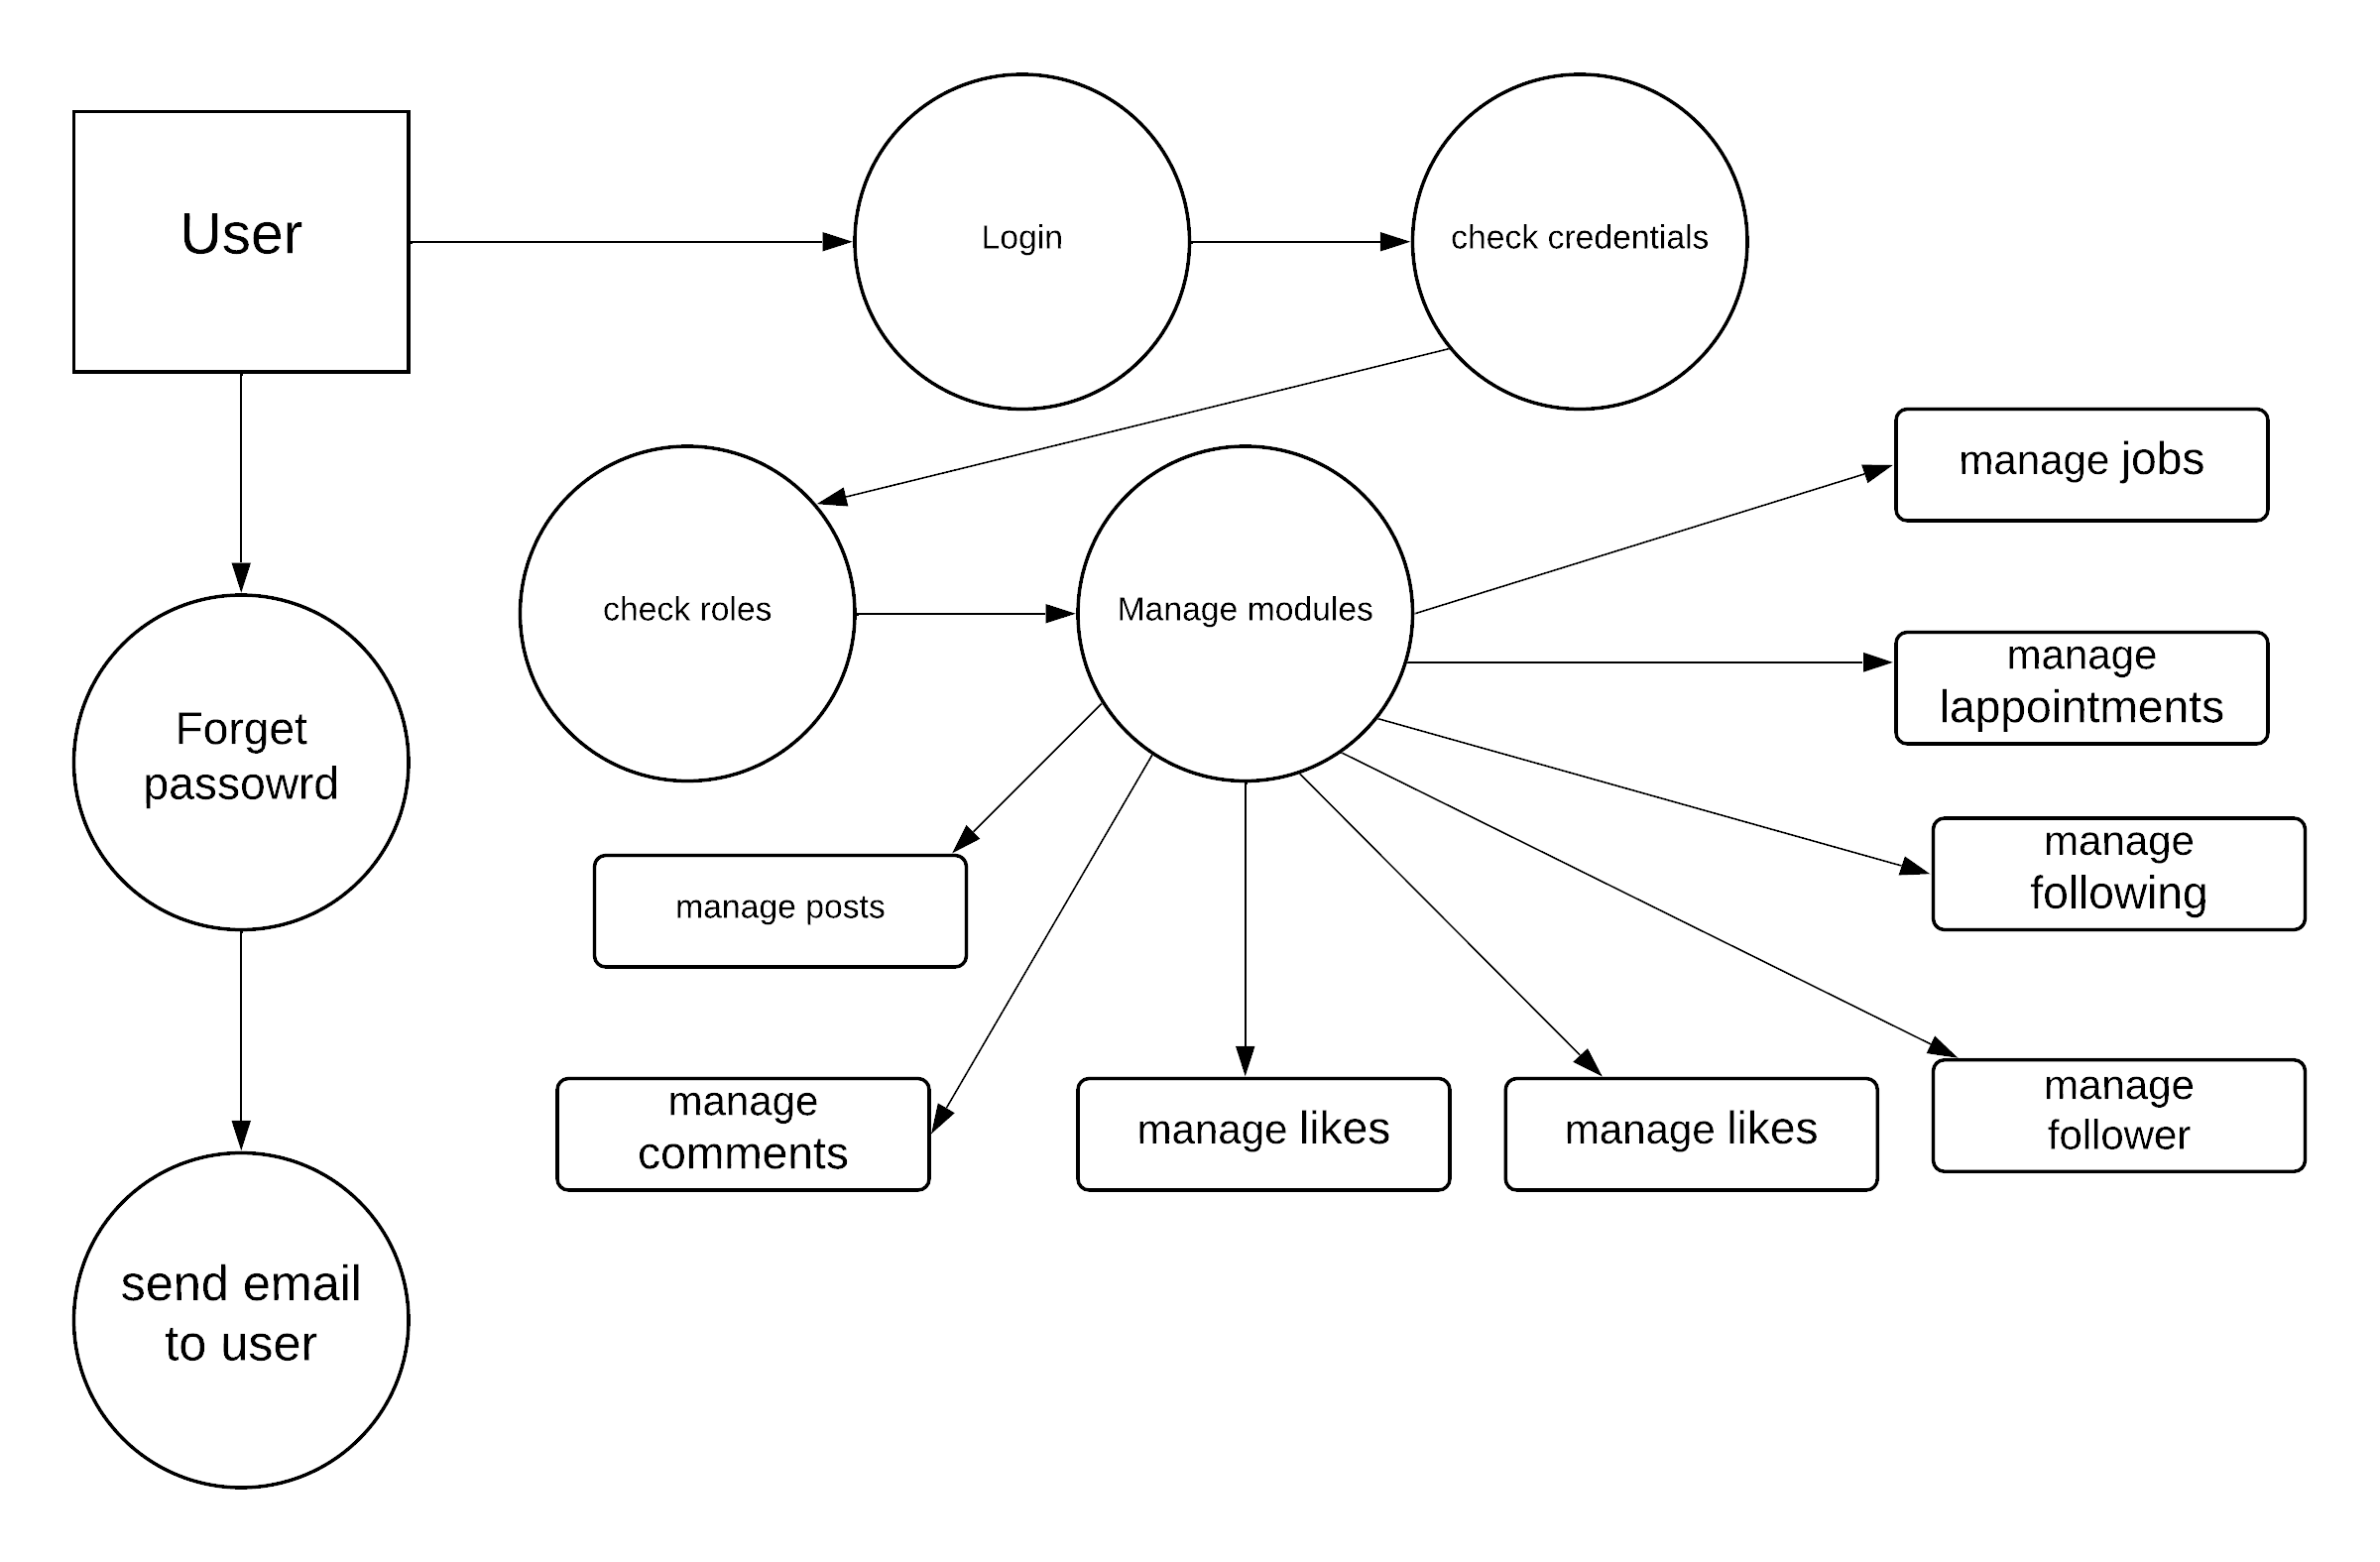 User
Login
check credentials
manage jobs
check roles
Manage modules
manage
lappointments
Forget
passowrd
manage
following
manage posts
manage
comments
manage likes
manage likes
manage
follower
send email
to user